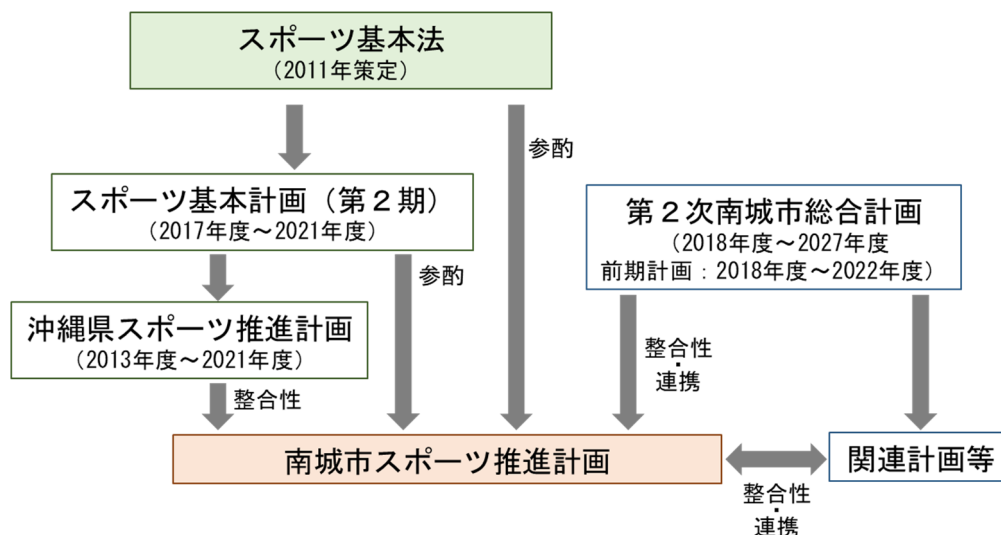 スポーツ基本法
(2011年策定)
参酌
スポーツ基本計画(第２期)
(2017年度～2021年度)
第２次南城市総合計画
(2018年度～2027年度
前期計画：2018年度～2022年度)
参酌
沖縄県スポーツ推進計画
(2013年度～2021年度)
整合性
・
連携
整合性
南城市スポーツ推進計画
関連計画等
整合性
・
連携